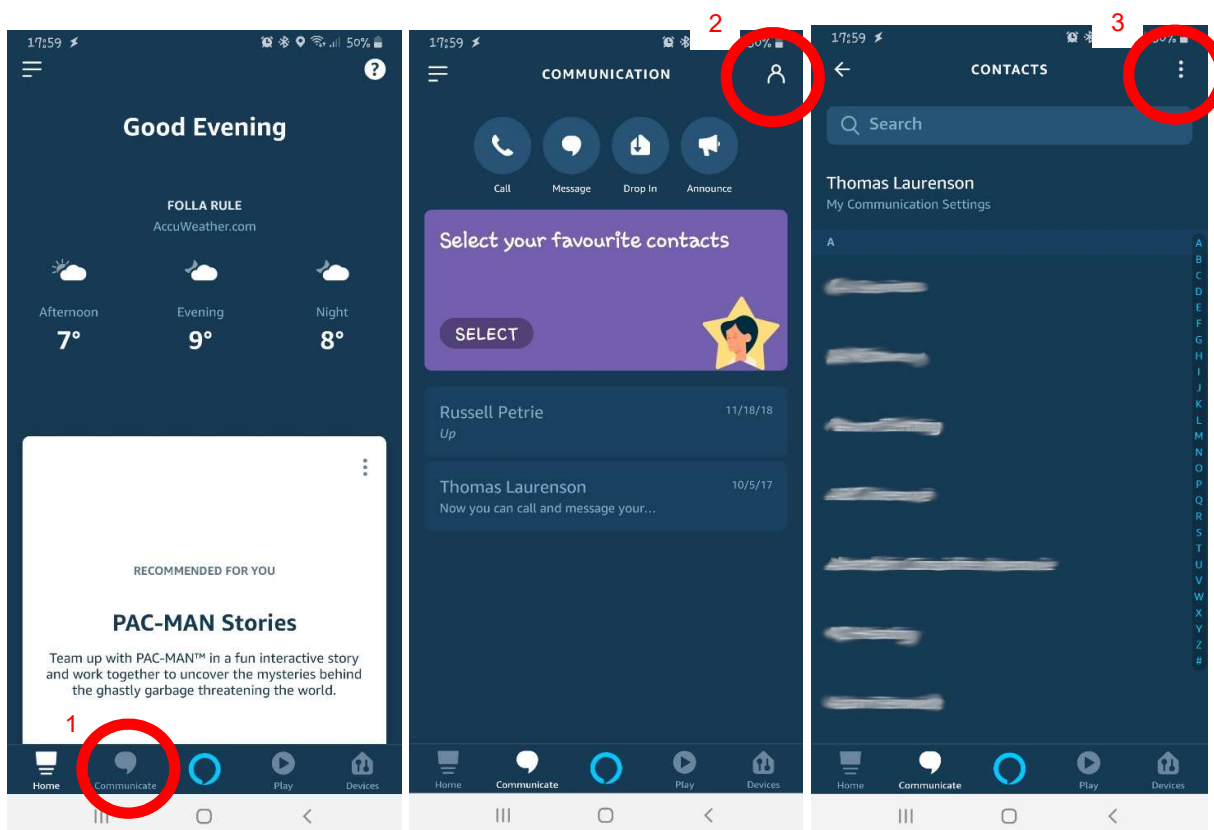 2
3
17:59
50%
Good Evening
FOLLA RULE
AccuWeather.com
Afternoon
Evening
Night
7°
9°
8°
RECOMMENDED FOR YOU
PAC-MAN Stories
Team up with PAC-MAN™ in a fun interactive story
and work together to uncover the mysteries behind
the ghastly garbage threatening the world.
1
Home
Communicate
Play
Devices
17:59
COMMUNICATION
Call
Message
Drop In
Announce
Select your favourite contacts
SELECT
Russell Petrie
11/18/18
Up
Thomas Laurenson
10/5/17
Now you can call and message your...
Home
Communicate
Play
Devices
17:59
CONTACTS
Search
Thomas Laurenson
My Communication Settings
A
A
B
C
D
E
F
G
H
I
J
K
L
M
N
O
P
Q
R
S
T
U
V
W
X
Y
Z
#
Home
Communicate
Play
Devices